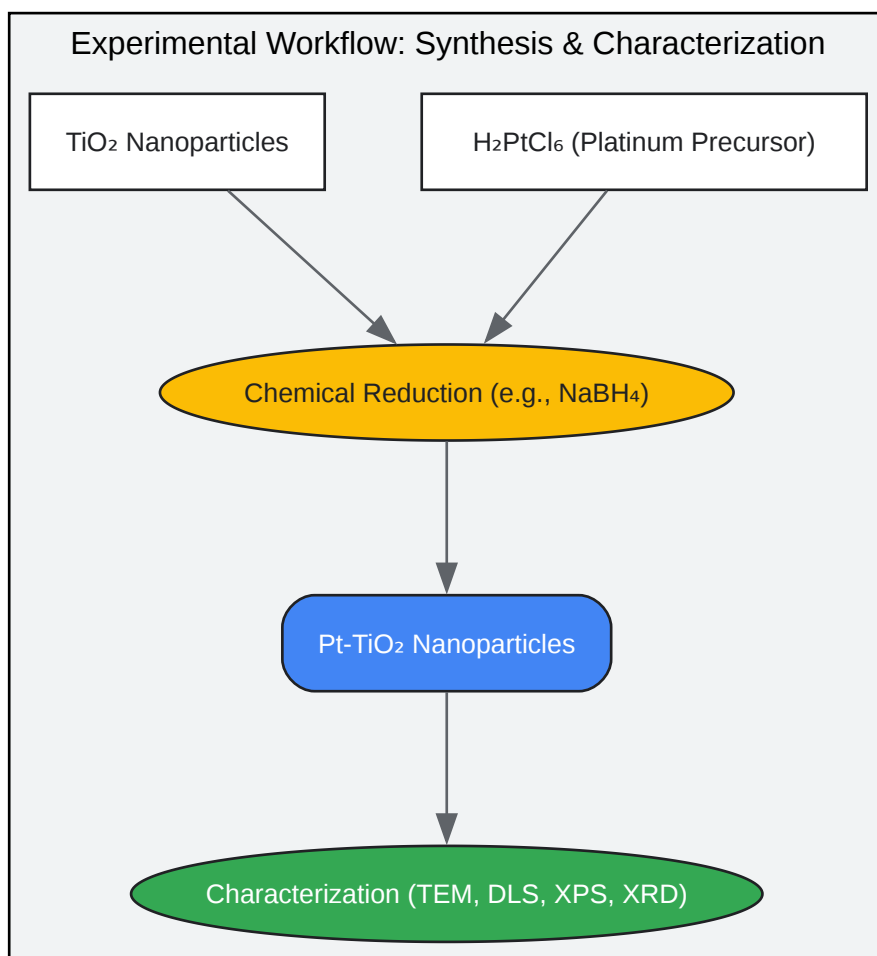 Experimental Workflow: Synthesis & Characterization
TiO₂ Nanoparticles
H₂PtCl₆ (Platinum Precursor)
Chemical Reduction (e.g., NaBH₄)
Pt-TiO₂ Nanoparticles
Characterization (TEM, DLS, XPS, XRD)